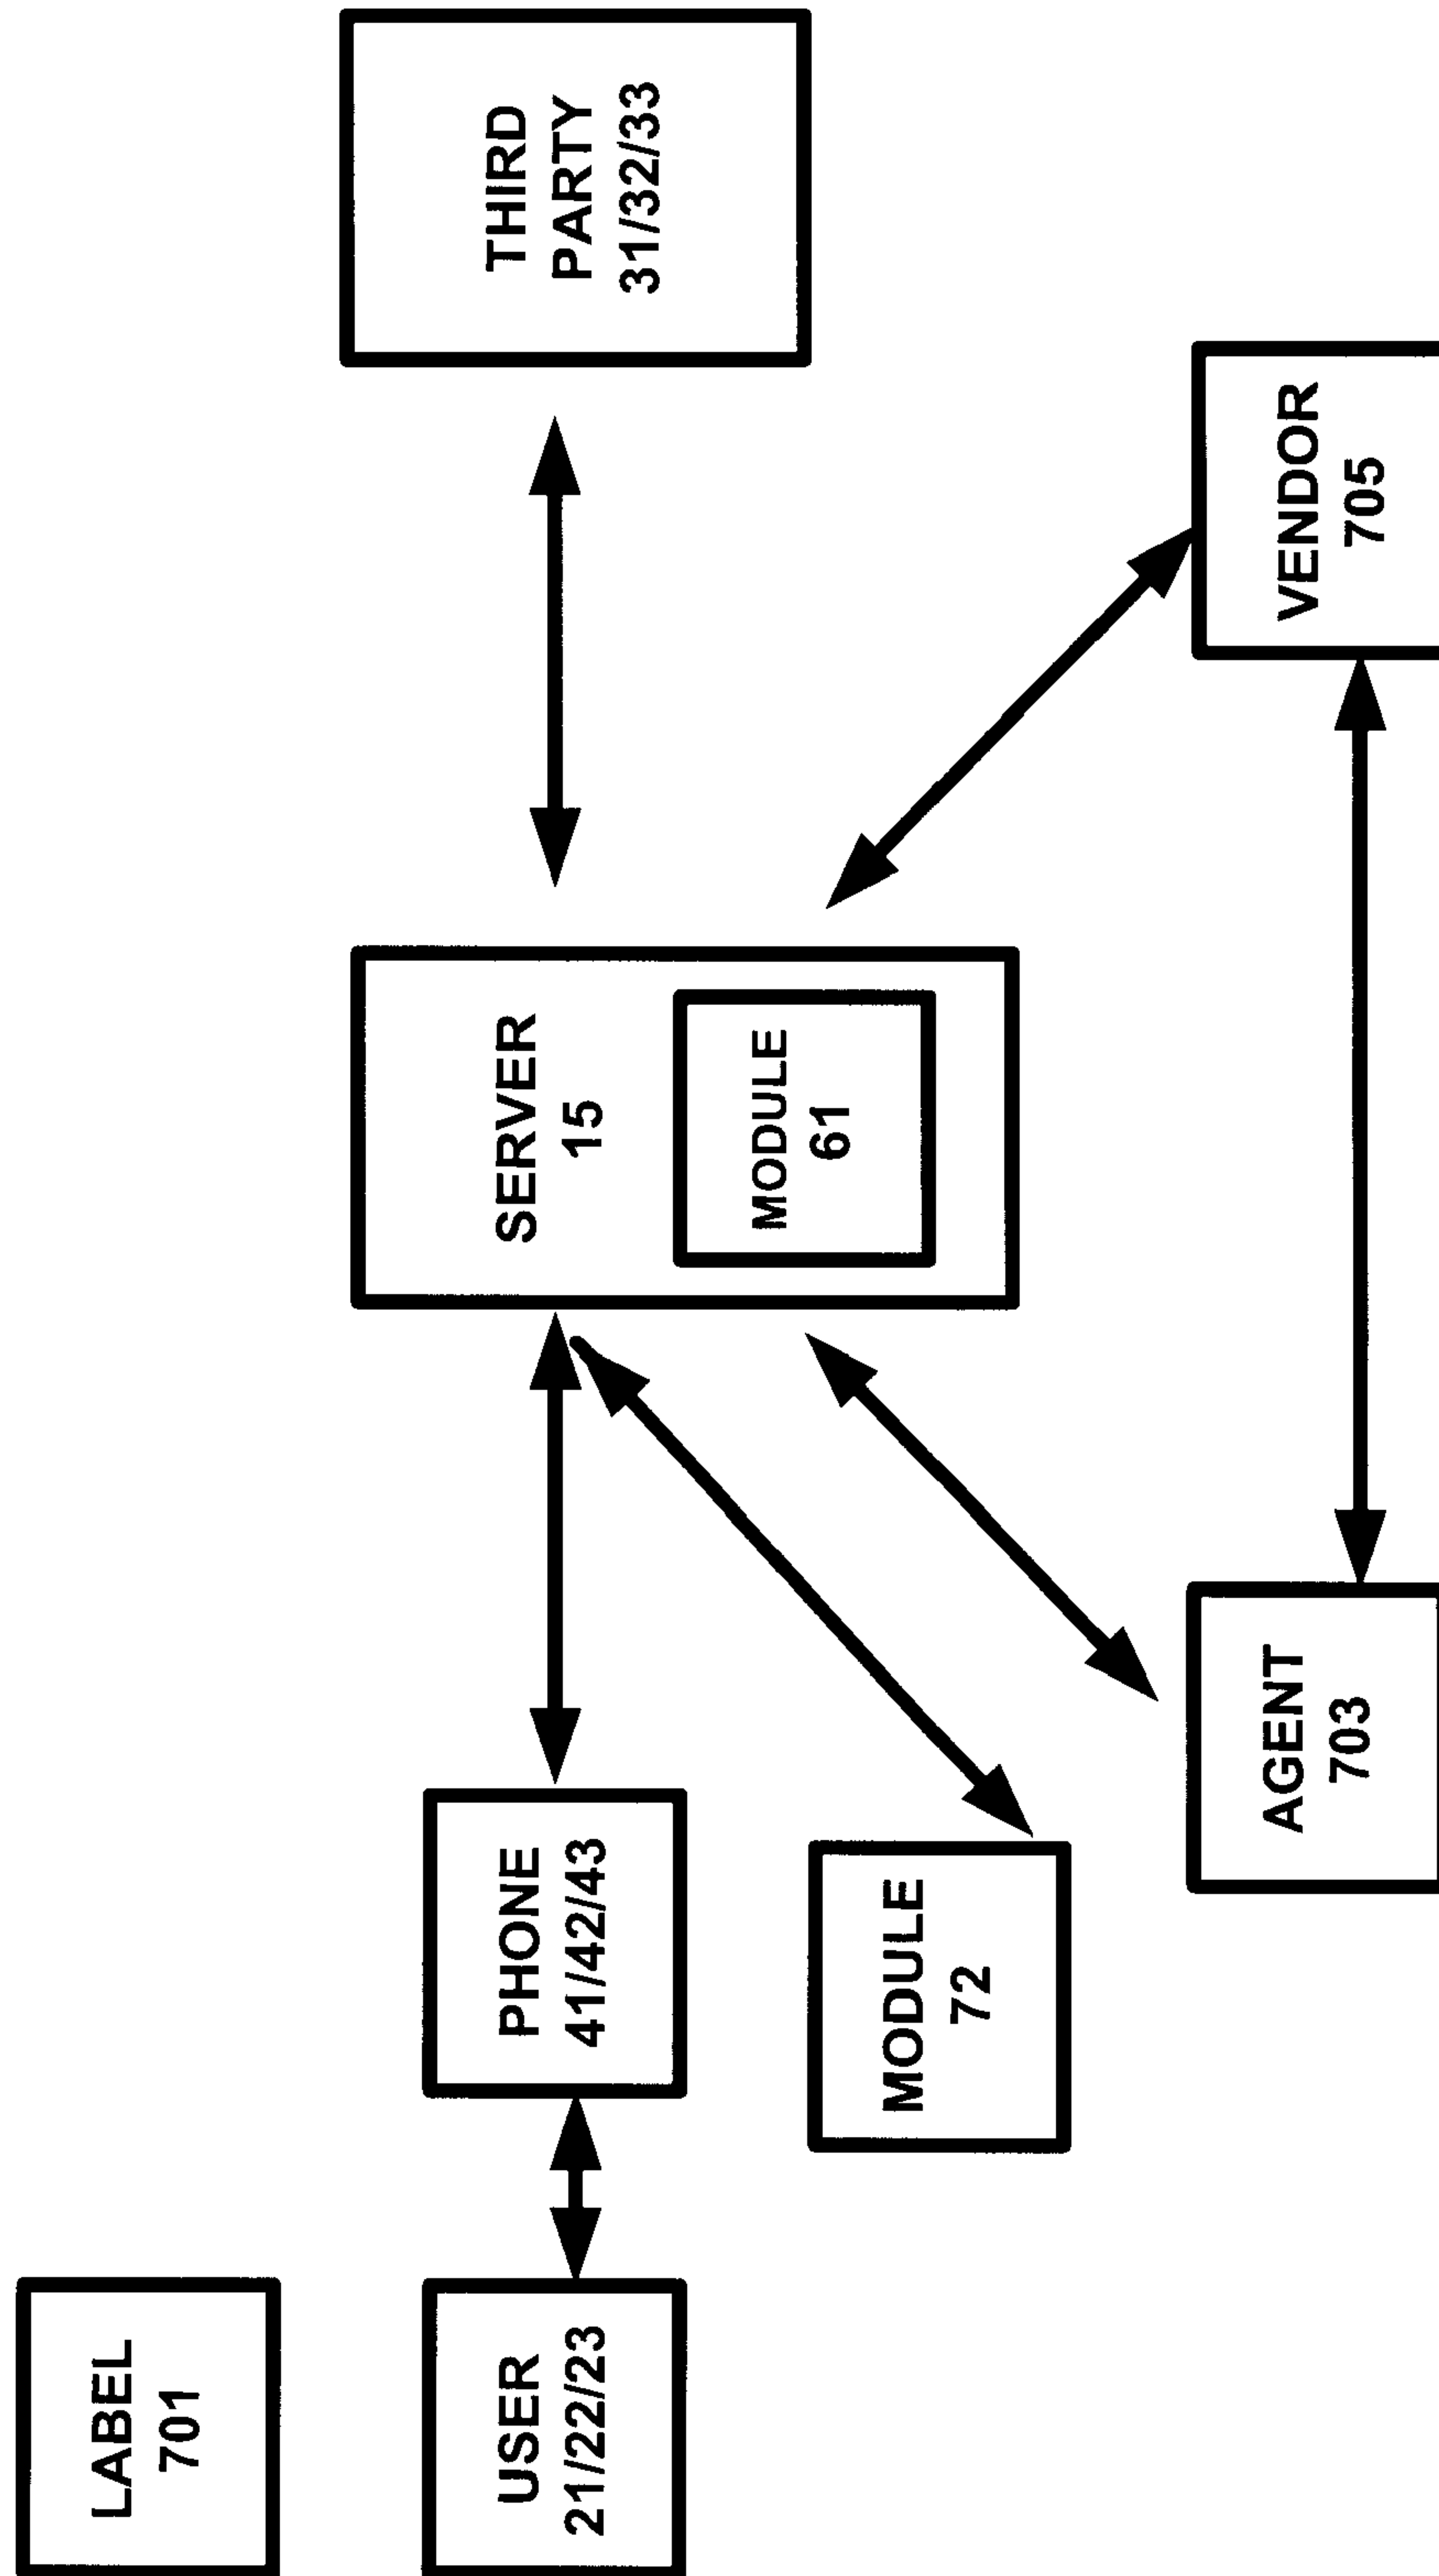 LABEL
701
USER
21/22/23
PHONE
41/42/43
SERVER
15
MODULE
61
THIRD
PARTY
31/32/33
MODULE
72
AGENT
703
VENDOR
705